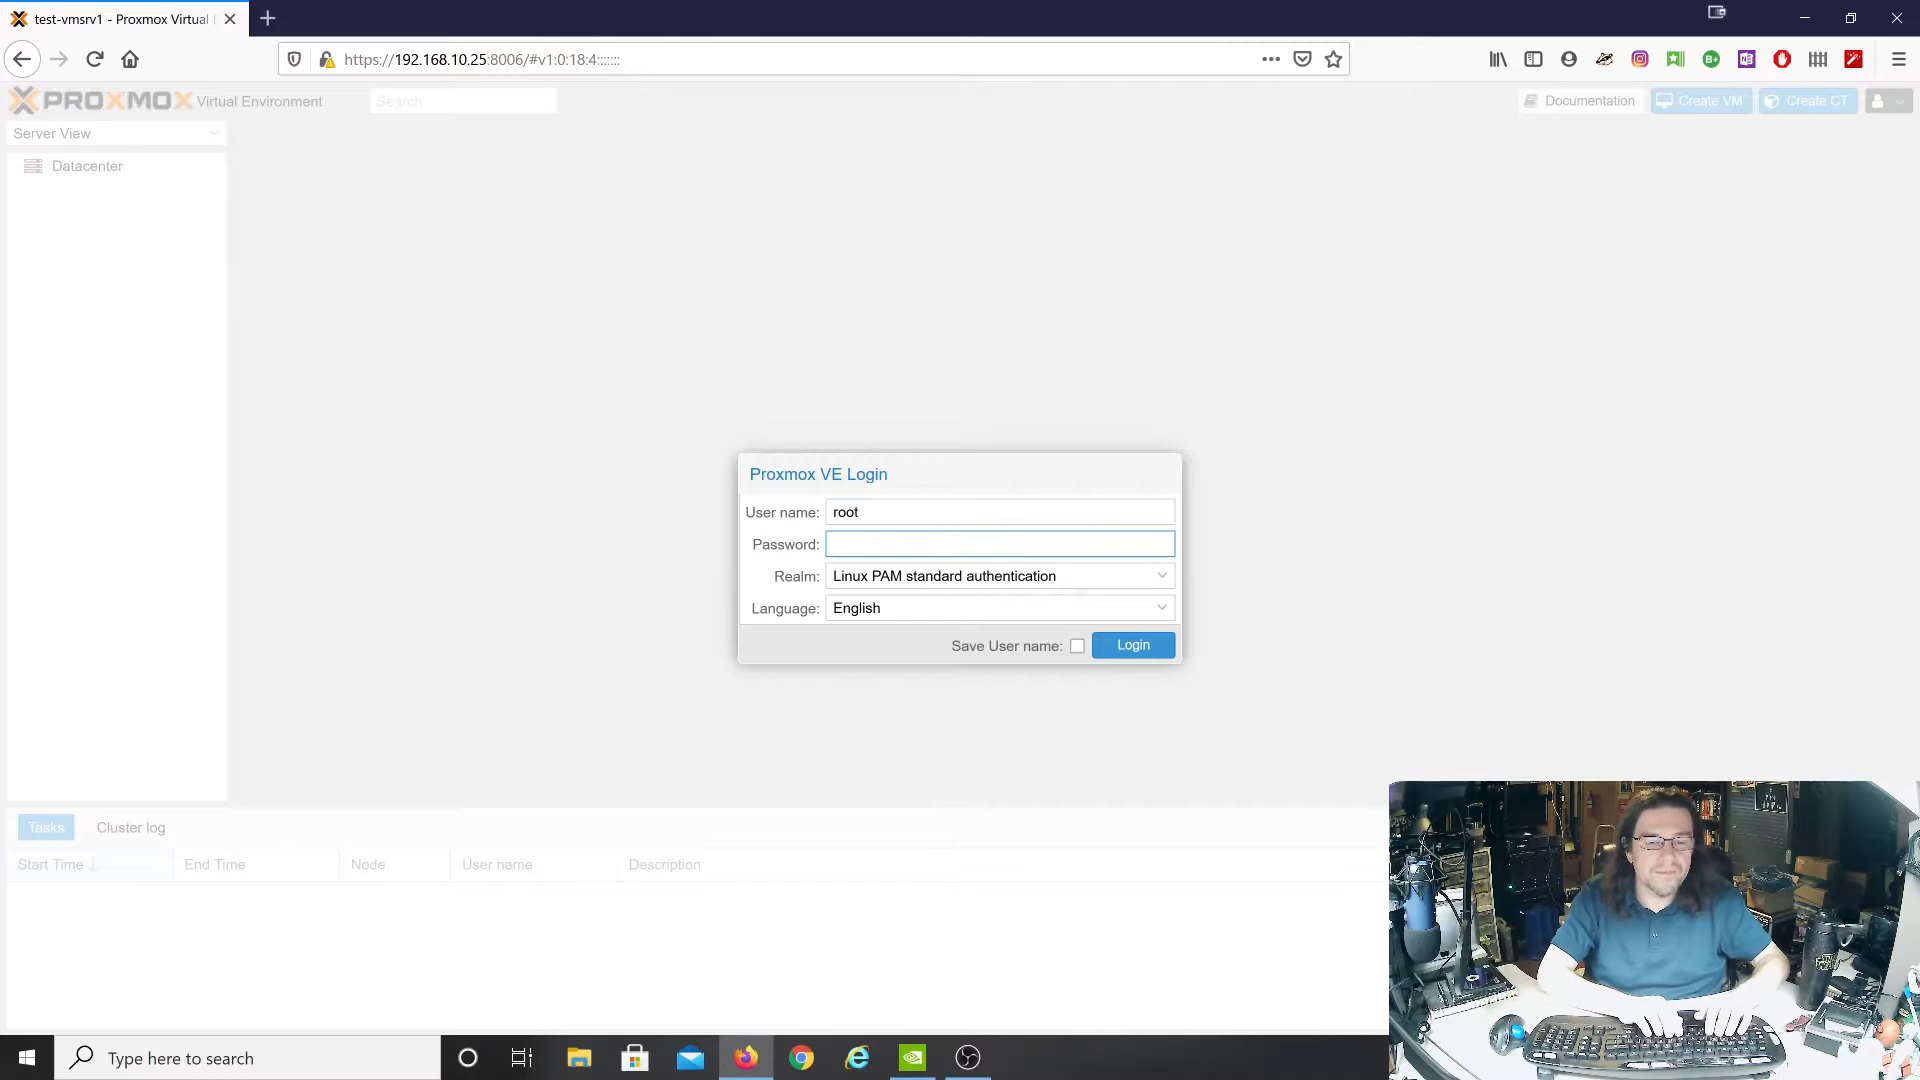 test-vmsrv1 - Proxmox Virtual
https://192.168.10.25:8006/#v1:0:18:4:::::::
PROXMOX Virtual Environment
Search
Documentation
Create VM
Create CT
Server View
Datacenter
Proxmox VE Login
User name: root
Password:
Realm: Linux PAM standard authentication
Language: English
Save User name:
Login
Tasks
Cluster log
Start Time
End Time
Node
User name
Description
Type here to search